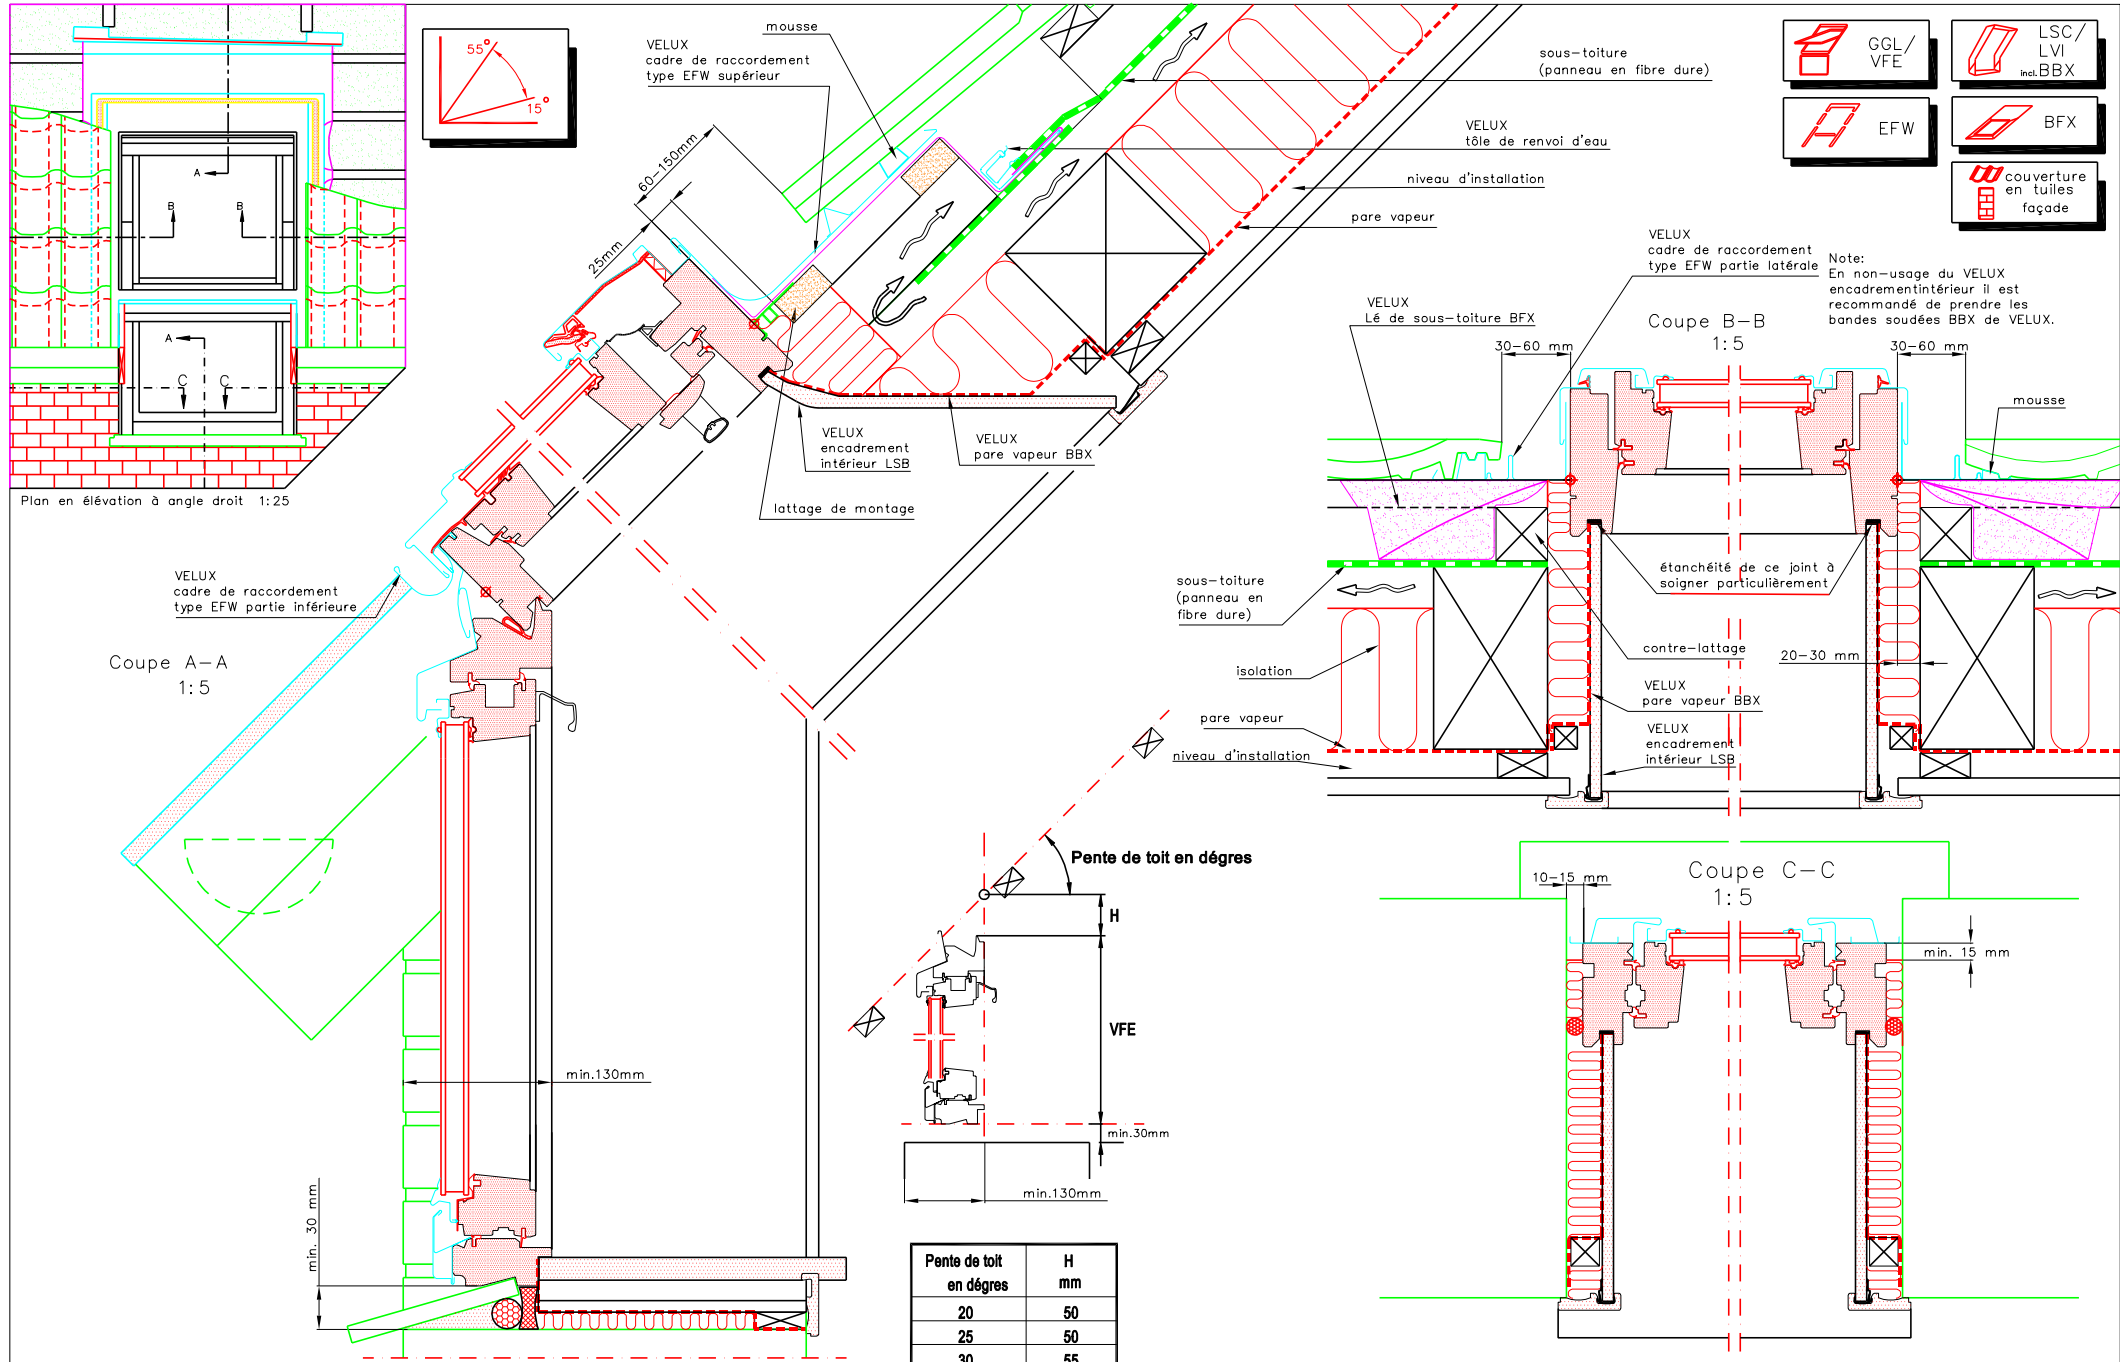 55°
15°
VELUX
cadre de raccordement
type EFW supérieur
mousse
sous-toiture
(panneau en fibre dure)
VELUX
tôle de renvoi d'eau
niveau d'installation
pare vapeur
60-150mm
25mm
GGL/
VFE
LSC/
LVI
incl.BBX
EFW
BFX
couverture
en tuiles
façade
A
B
B
A
C
C
Plan en élévation à angle droit 1:25
VELUX
encadrement
intérieur LSB
VELUX
pare vapeur BBX
lattage de montage
VELUX
cadre de raccordement
type EFW partie inférieure
Coupe A-A
1:5
min.130mm
min. 30 mm
VELUX
cadre de raccordement
type EFW partie latérale
Note:
En non-usage du VELUX
encadrementintérieur il est
recommandé de prendre les
bandes soudées BBX de VELUX.
VELUX
Lé de sous-toiture BFX
Coupe B-B
1:5
30-60 mm
30-60 mm
mousse
étanchéité de ce joint à
soigner particulièrement
sous-toiture
(panneau en
fibre dure)
isolation
contre-lattage
20-30 mm
VELUX
pare vapeur BBX
pare vapeur
niveau d'installation
VELUX
encadrement
intérieur LSB
Pente de toit en dégres
H
VFE
min.30mm
min.130mm
Coupe C-C
1:5
10-15 mm
min. 15 mm
Pente de toit
en dégres
H
mm
20 50
25 50
30 55